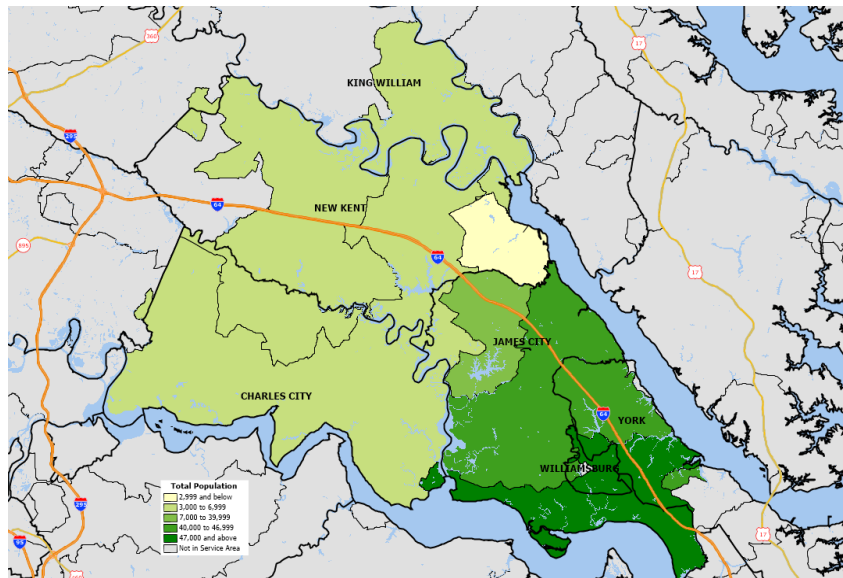 360
17
KING WILLIAM
295
64
NEW KENT
895
64
17
JAMES CITY
CHARLES CITY
64
YORK
WILLIAMSBURG
Total Population
2,999 and below
3,000 to 6,999
7,000 to 39,999
40,000 to 46,999
47,000 and above
Not in Service Area
295
95
17